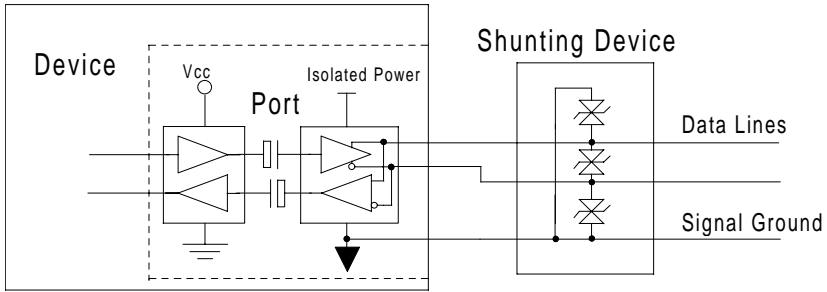 Shunting Device
Device
Vcc
Isolated Power
Port
Data Lines
Signal Ground